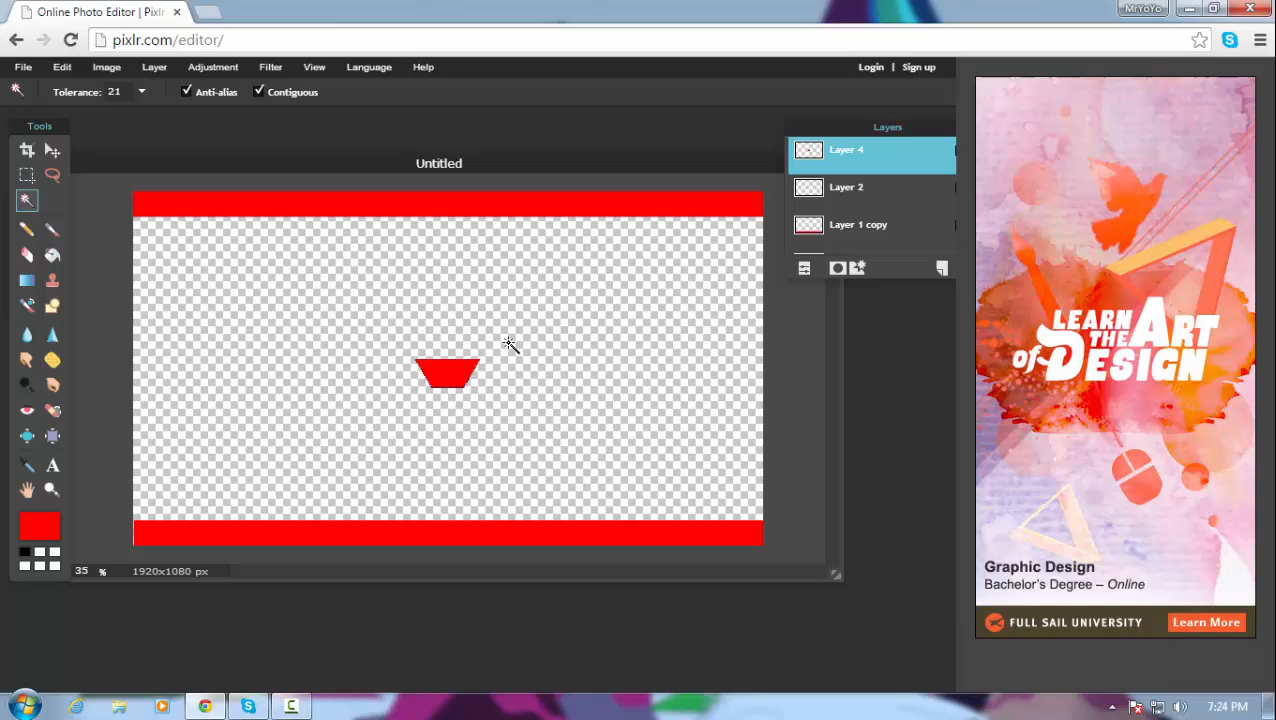 Online Photo Editor | Pixlr
MrYoYo
pixlr.com/editor/
File Edit Image Layer Adjustment Filter View Language Help
Login | Sign up
Tolerance: 21 Anti-alias Contiguous
Tools
Layers
Untitled
Layer 4
Layer 2
Layer 1 copy
LEARN
THE ART
OF DESIGN
Graphic Design
Bachelor's Degree – Online
FULL SAIL UNIVERSITY
Learn More
35 % 1920x1080 px
7:24 PM